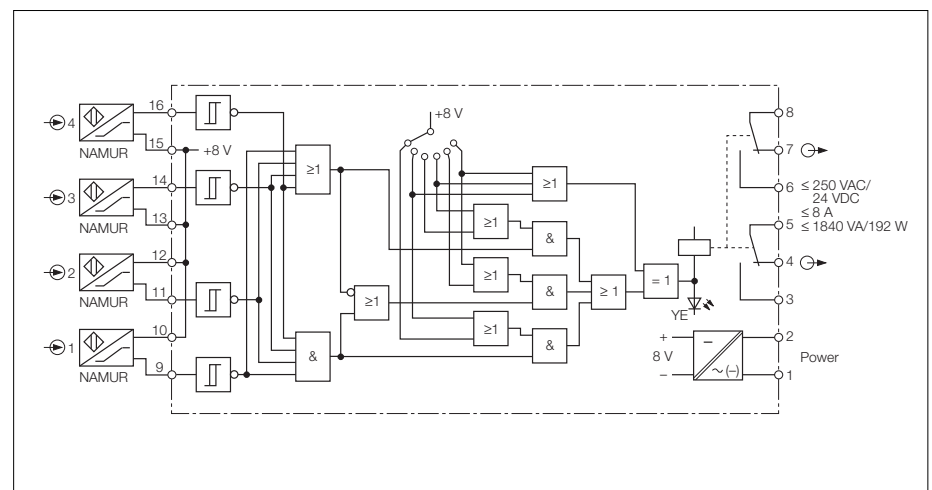 4
NAMUR
16
15
+8 V
3
NAMUR
14
13
2
NAMUR
12
11
1
NAMUR
10
9
≥1
&
≥1
+8 V
≥1
≥1
&
≥1
&
≥1
&
≥ 1
= 1
YE
8
7
6
≤ 250 VAC/
24 VDC
≤ 8 A
≤ 1840 VA/192 W
5
4
3
+
8 V
–
–
~ (–)
2
Power
1